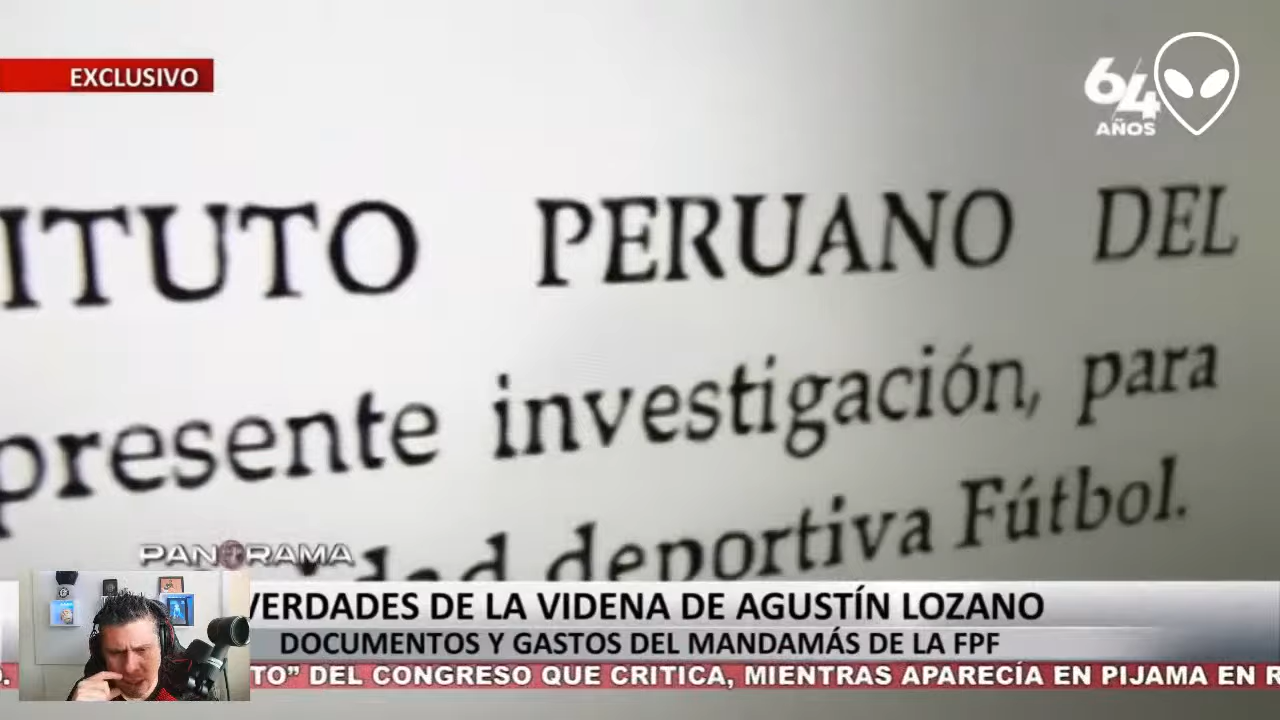 EXCLUSIVO
64
AÑOS
ITUTO PERUANO DEL
presente investigación, para
deportiva Fútbol.
PANORAMA
VERDADES DE LA VIDENA DE AGUSTÍN LOZANO
DOCUMENTOS Y GASTOS DEL MANDAMÁS DE LA FPF
TO” DEL CONGRESO QUE CRITICA, MIENTRAS APARECÍA EN PIJAMA EN R